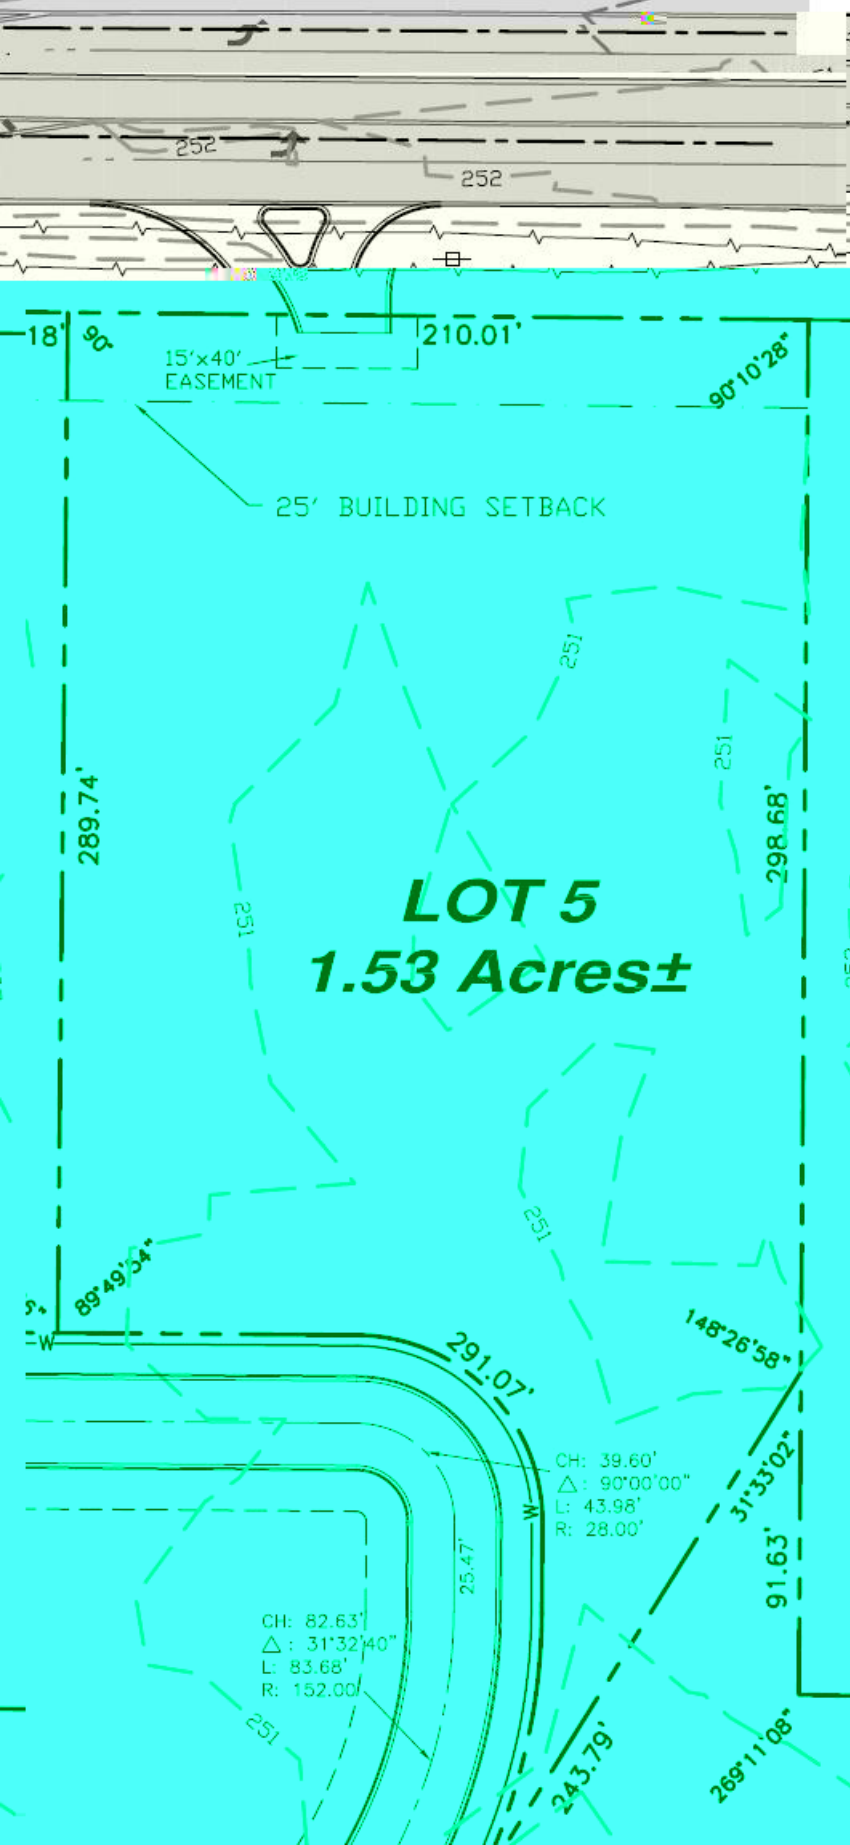 252
252
18'
90°
210.01'
15'x40'
EASEMENT
90°10'28"
25' BUILDING SETBACK
251
251
289.74'
298.68'
251
LOT 5
1.53 Acres±
251
89°49'54"
W
148°26'58"
291.07'
CH: 39.60'
△: 90°00'00"
L: 43.98'
R: 28.00'
W
31°33'02"
25.47'
91.63'
CH: 82.63'
△: 31°32'40"
L: 83.68'
R: 152.00'
251
243.79'
269°11'08"